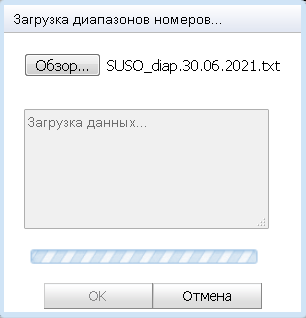 Загрузка диапазонов номеров...
Обзор... SUSO_diap.30.06.2021.txt
Загрузка данных...
OK Отмена